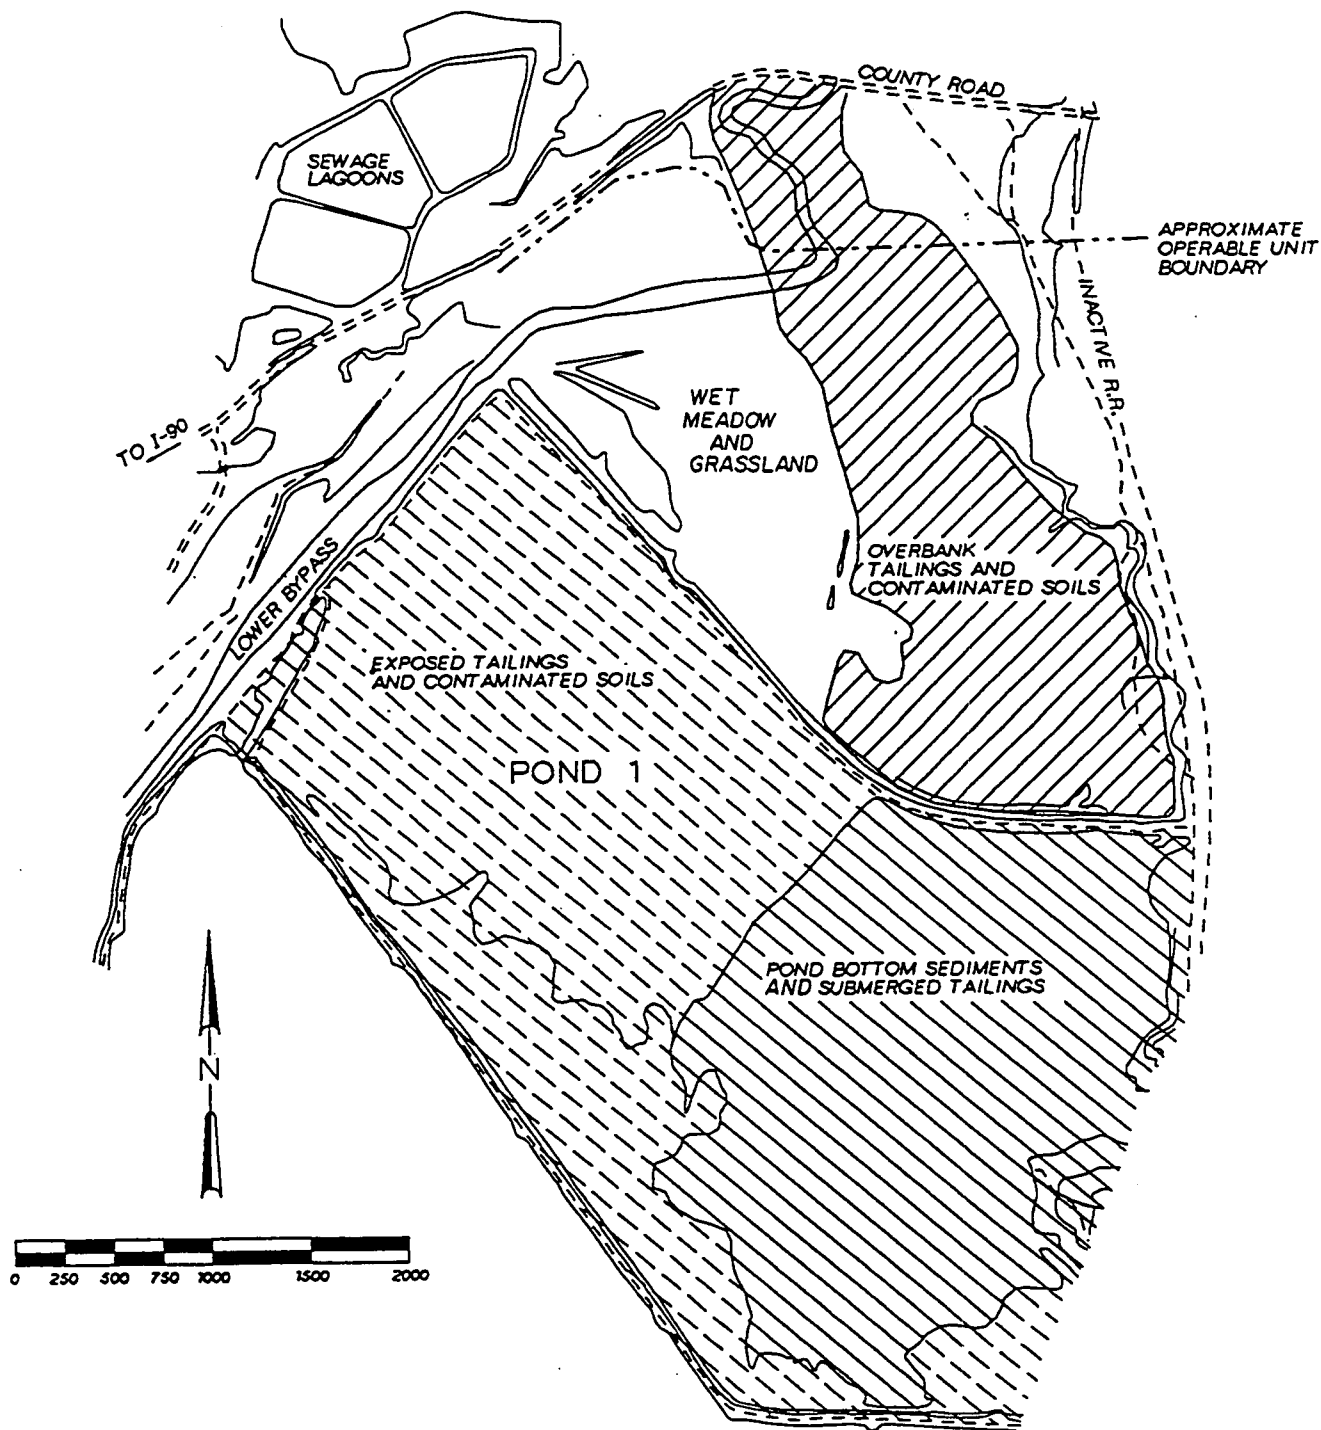 COUNTY ROAD
SEWAGE
LAGOONS
APPROXIMATE
OPERABLE UNIT
BOUNDARY
INACTIVE R.R.
WET
MEADOW
AND
GRASSLAND
TO I-90
OVERBANK
TAILINGS AND
CONTAMINATED SOILS
LOWER BYPASS
EXPOSED TAILINGS
AND CONTAMINATED SOILS
POND 1
POND BOTTOM SEDIMENTS
AND SUBMERGED TAILINGS
N
0 250 500 750 1000 1500 2000